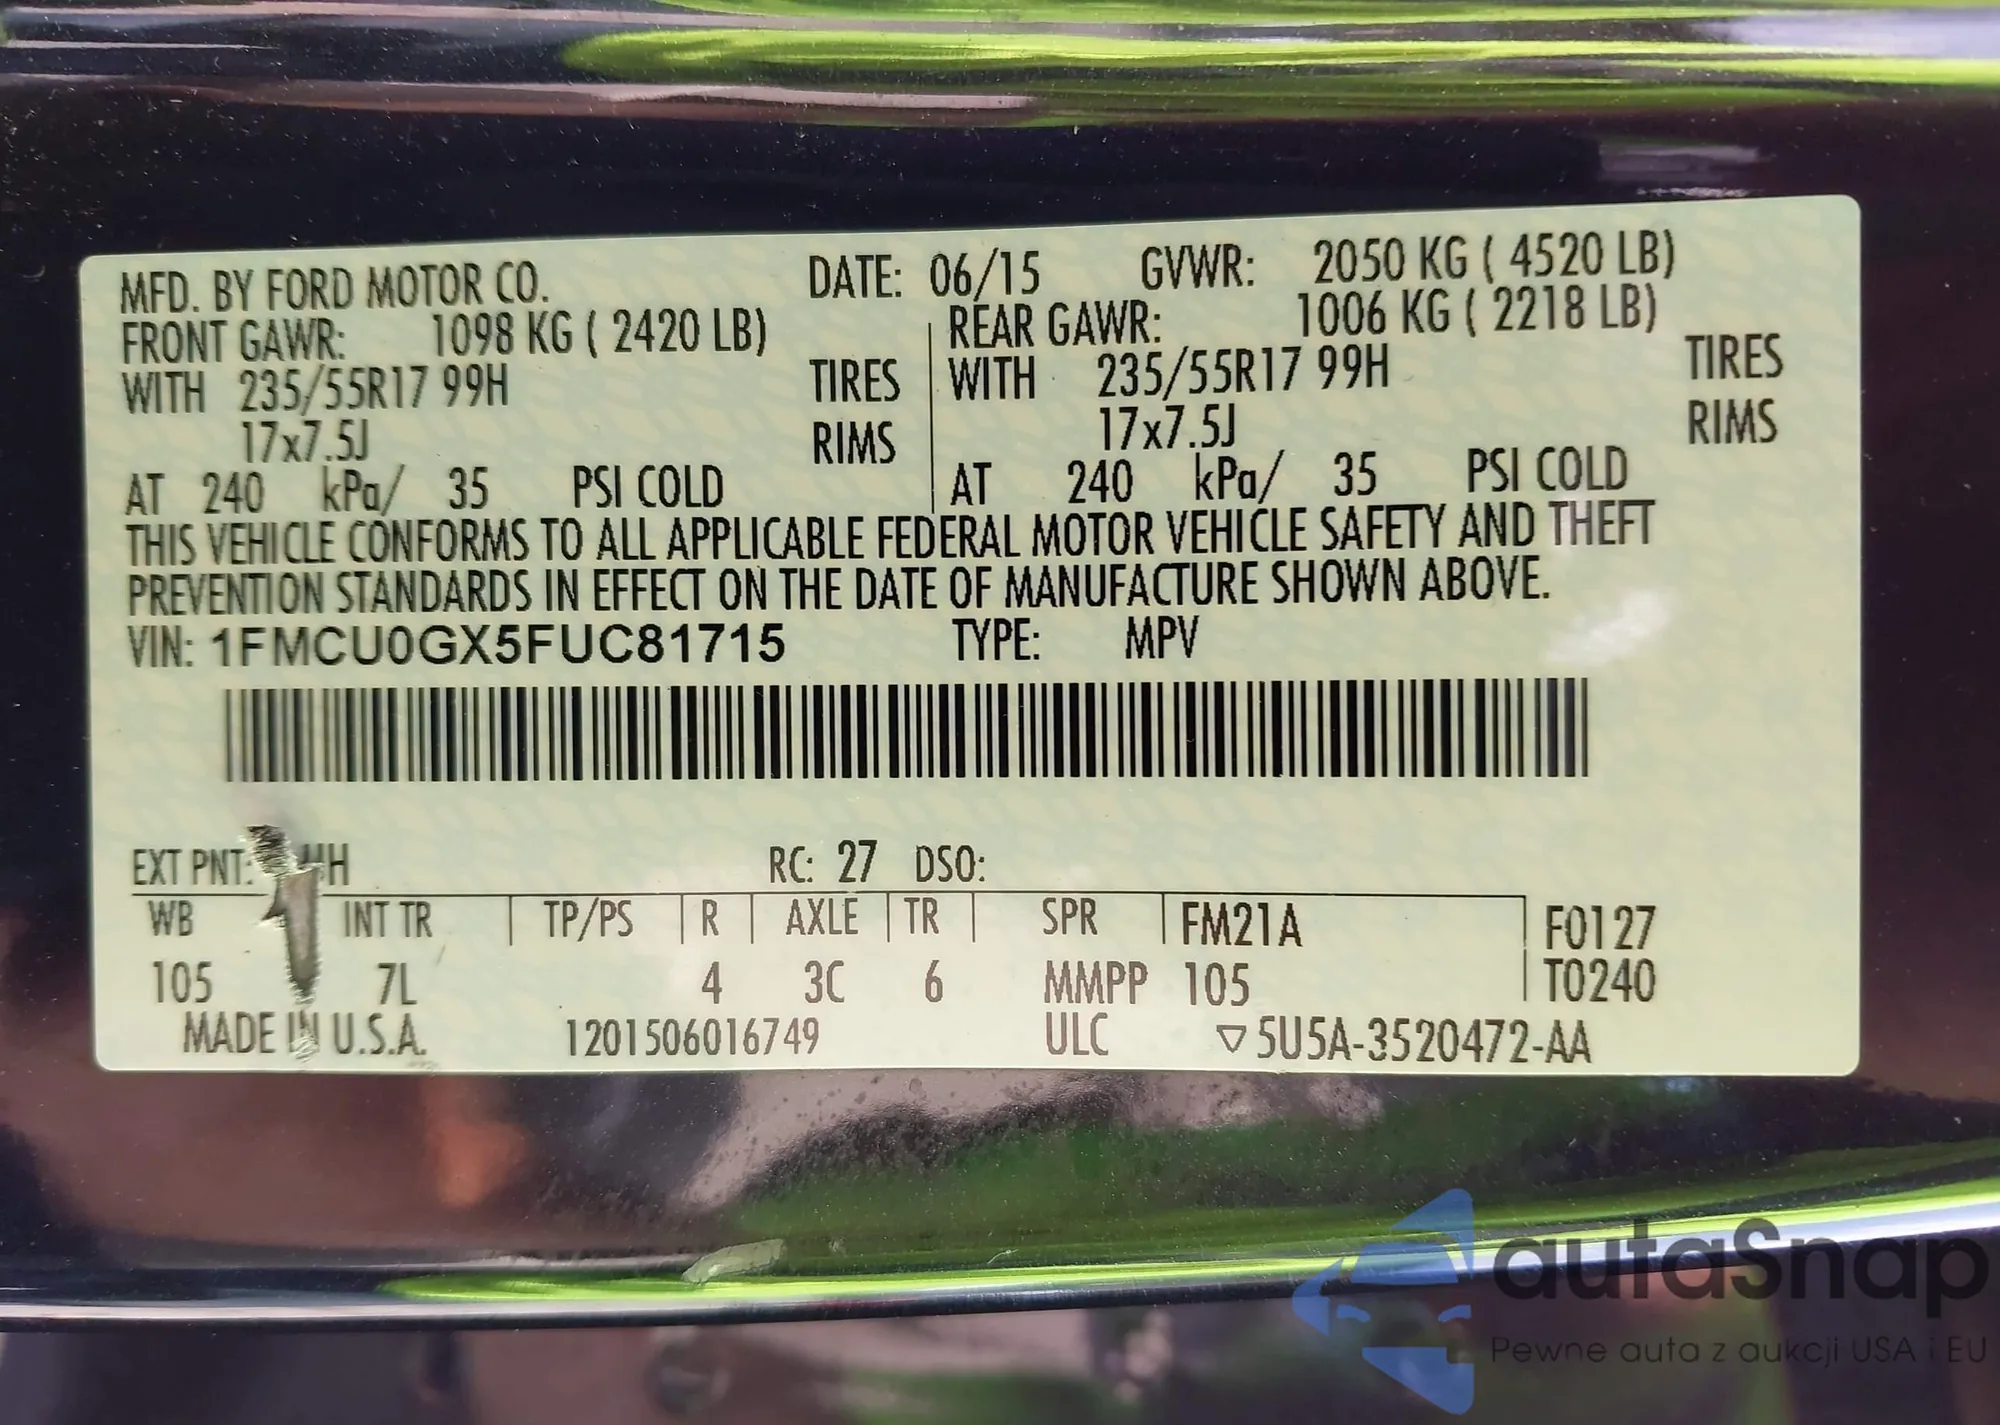 MFD. BY FORD MOTOR CO. DATE: 06/15 GVWR: 2050 KG ( 4520 LB)
FRONT GAWR: 1098 KG ( 2420 LB) REAR GAWR: 1006 KG ( 2218 LB)
WITH 235/55R17 99H TIRES WITH 235/55R17 99H TIRES
17x7.5J RIMS 17x7.5J RIMS
AT 240 kPa/ 35 PSI COLD AT 240 kPa/ 35 PSI COLD
THIS VEHICLE CONFORMS TO ALL APPLICABLE FEDERAL MOTOR VEHICLE SAFETY AND THEFT
PREVENTION STANDARDS IN EFFECT ON THE DATE OF MANUFACTURE SHOWN ABOVE.
VIN: 1FMCU0GX5FUC81715 TYPE: MPV
EXT PNT: RC: 27 DSO:
WB INT TR TP/PS R AXLE TR SPR FM21A F0127
105 7L 4 3C 6 MMPP 105 T0240
MADE IN U.S.A. 1201506016749 ULC ▽5U5A-3520472-AA
autaSnap
Pewne auta z aukcji USA i EU